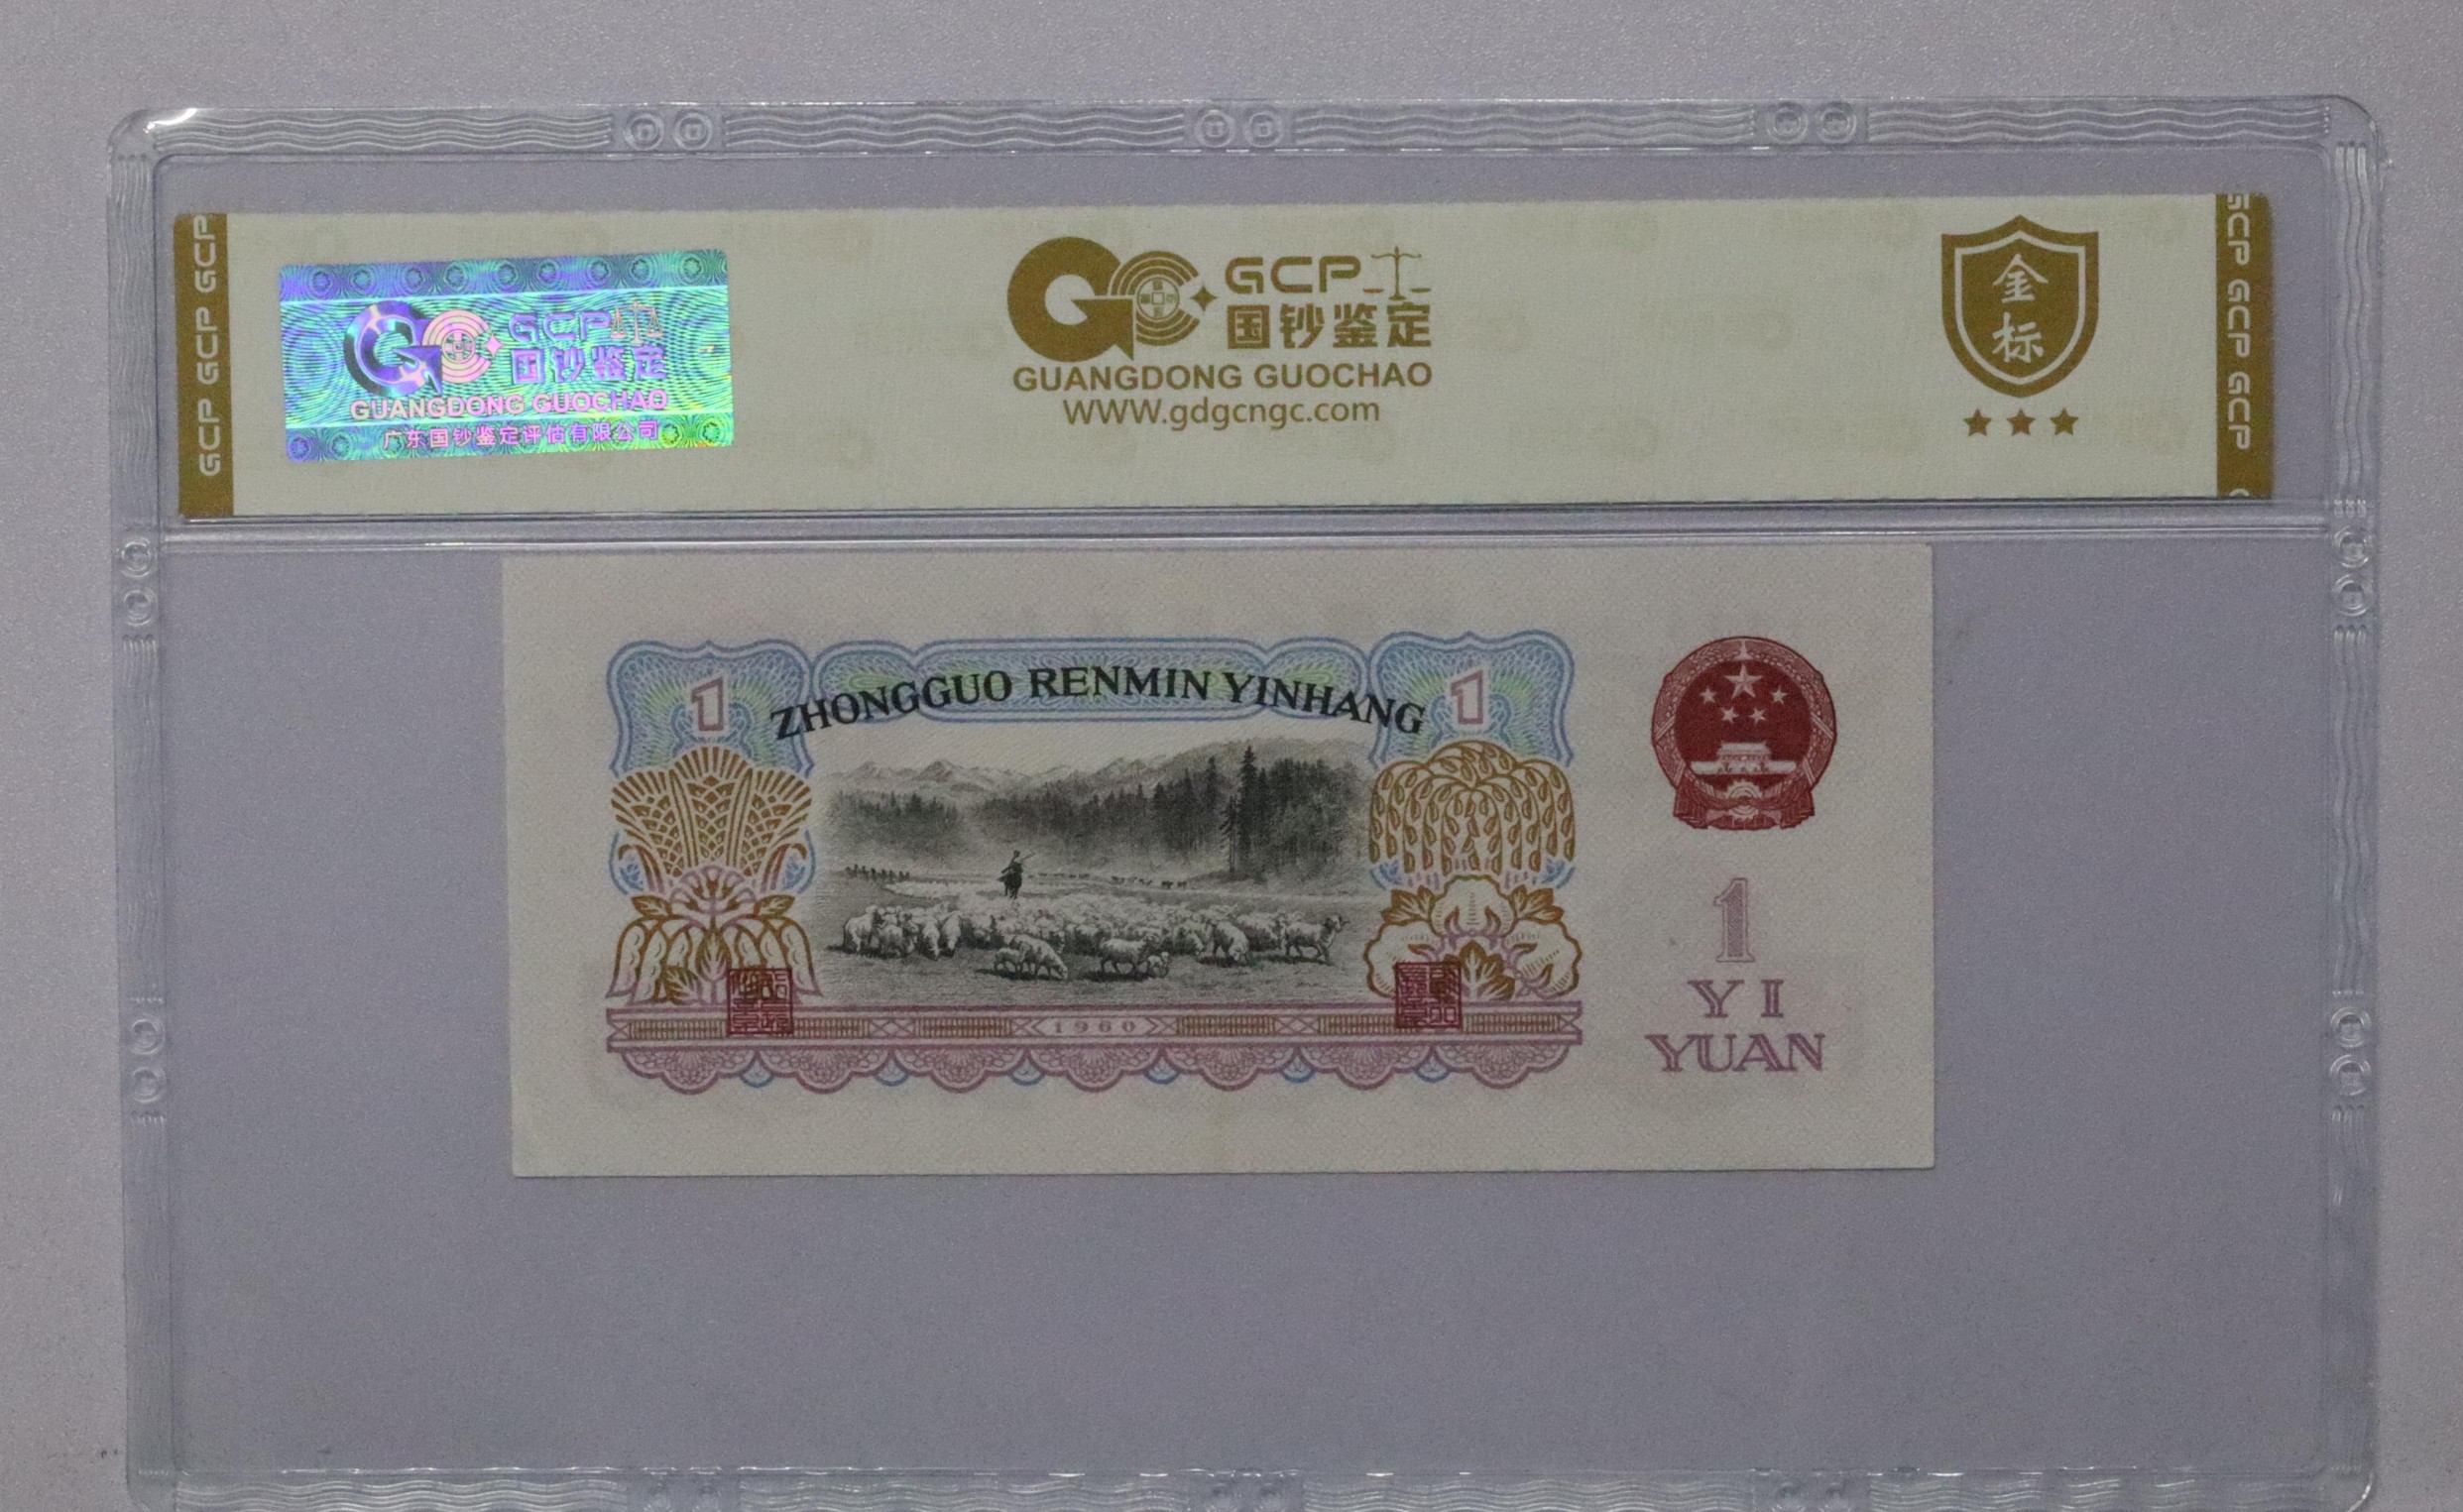 GCP GCP GCP
GCP
国钞鉴定
GUANGDONG GUOCHAO
广东国钞鉴定评估有限公司
GCP
国钞鉴定
GUANGDONG GUOCHAO
WWW.gdgcngc.com
金
标
GCP GCP GCP
ZHONGGUO RENMIN YINHANG
1
1
1960
1
YI
YUAN